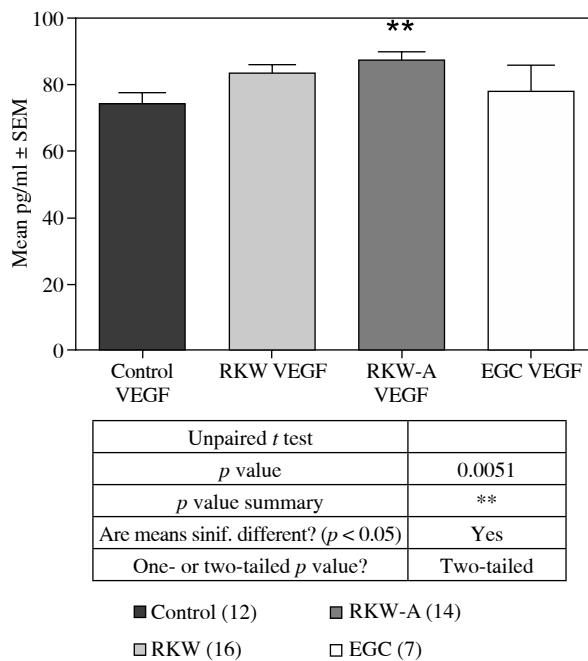 **
100
80
60
40
20
0
Mean pg/ml ± SEM
Control VEGF
RKW VEGF
RKW-A VEGF
EGC VEGF
Unpaired t test
p value 0.0051
p value summary **
Are means sinif. different? (p < 0.05) Yes
One- or two-tailed p value? Two-tailed
Control (12)
RKW-A (14)
RKW (16)
EGC (7)